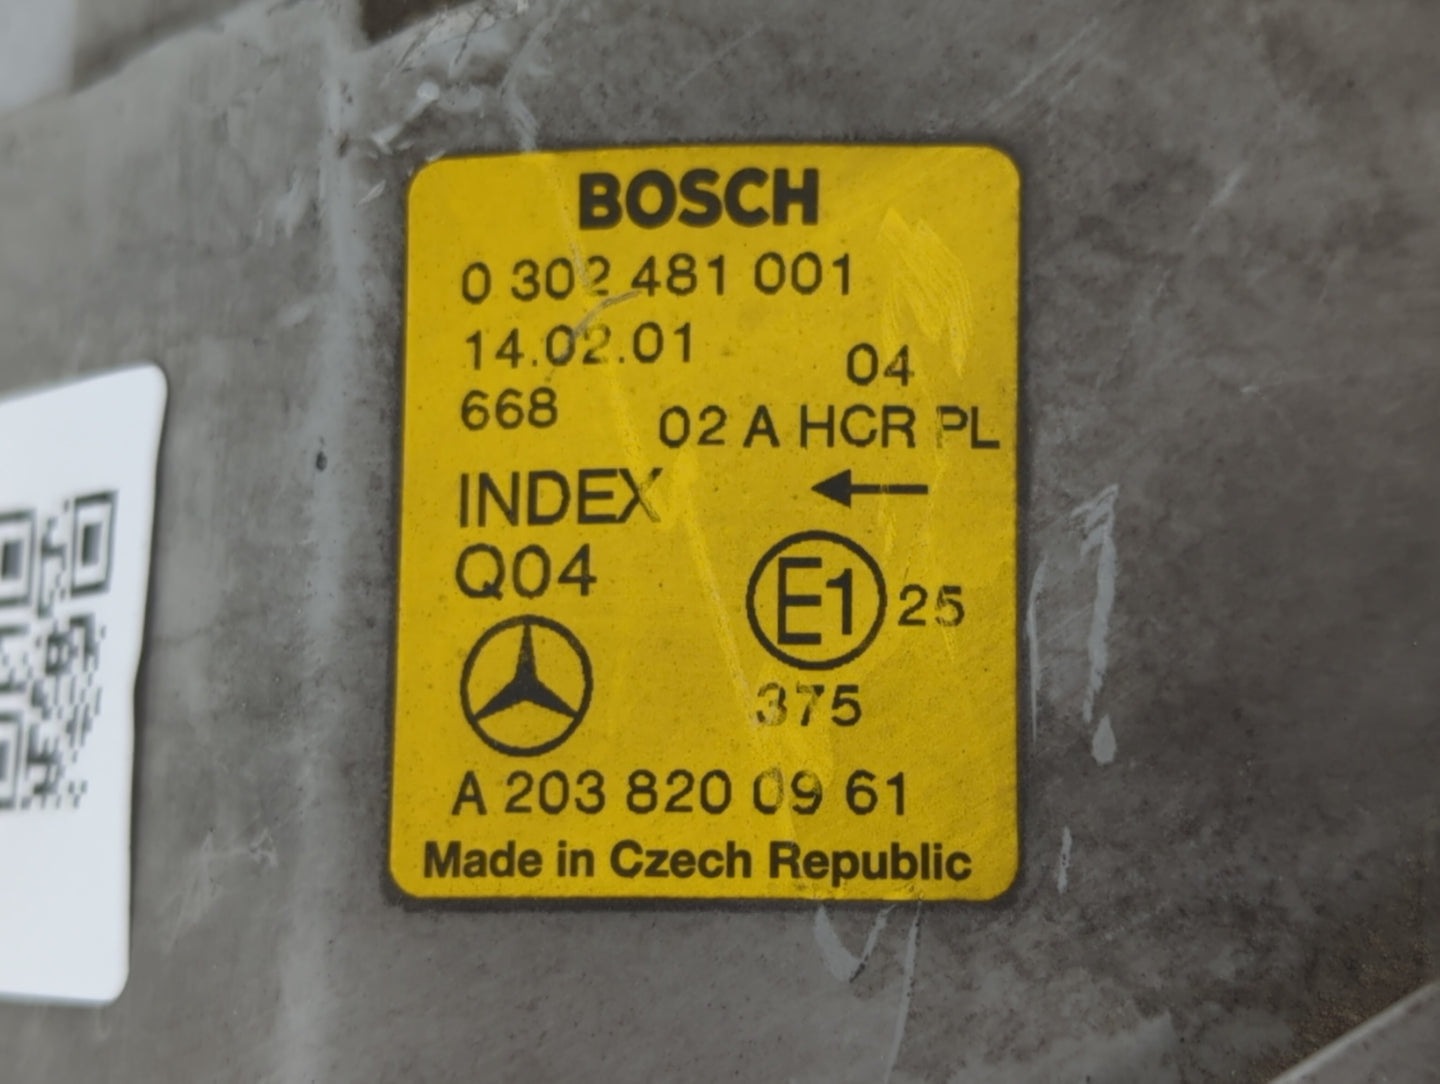 BOSCH
0 302 481 001
14.02.01
04
668
02 A HCR PL
INDEX
Q04
E1 25
375
A 203 820 09 61
Made in Czech Republic